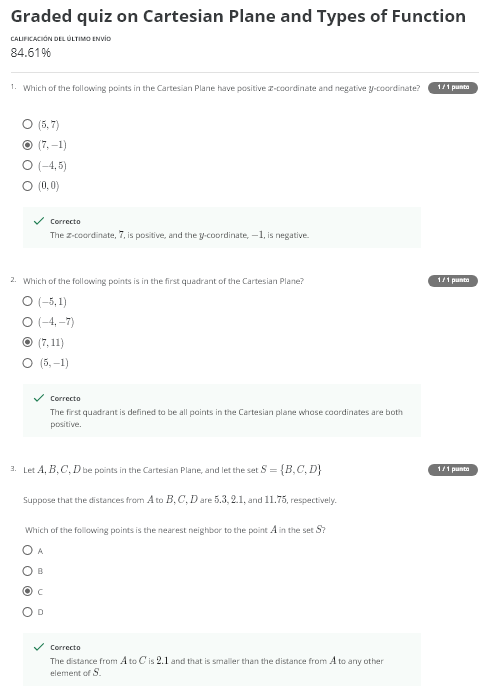 Graded quiz on Cartesian Plane and Types of Function
CALIFICACIÓN DEL ÚLTIMO ENVÍO
84.61%
1. Which of the following points in the Cartesian Plane have positive x-coordinate and negative y-coordinate? 1 / 1 punto
(5, 7)
(7, −1)
(−4, 5)
(0, 0)
Correcto
The x-coordinate, 7, is positive, and the y-coordinate, −1, is negative.
2. Which of the following points is in the first quadrant of the Cartesian Plane? 1 / 1 punto
(−5, 1)
(−4, −7)
(7, 11)
(5, −1)
Correcto
The first quadrant is defined to be all points in the Cartesian plane whose coordinates are both
positive.
3. Let A, B, C, D be points in the Cartesian Plane, and let the set S = {B, C, D} 1 / 1 punto
Suppose that the distances from A to B, C, D are 5.3, 2.1, and 11.75, respectively.
Which of the following points is the nearest neighbor to the point A in the set S?
A
B
C
D
Correcto
The distance from A to C is 2.1 and that is smaller than the distance from A to any other
element of S.